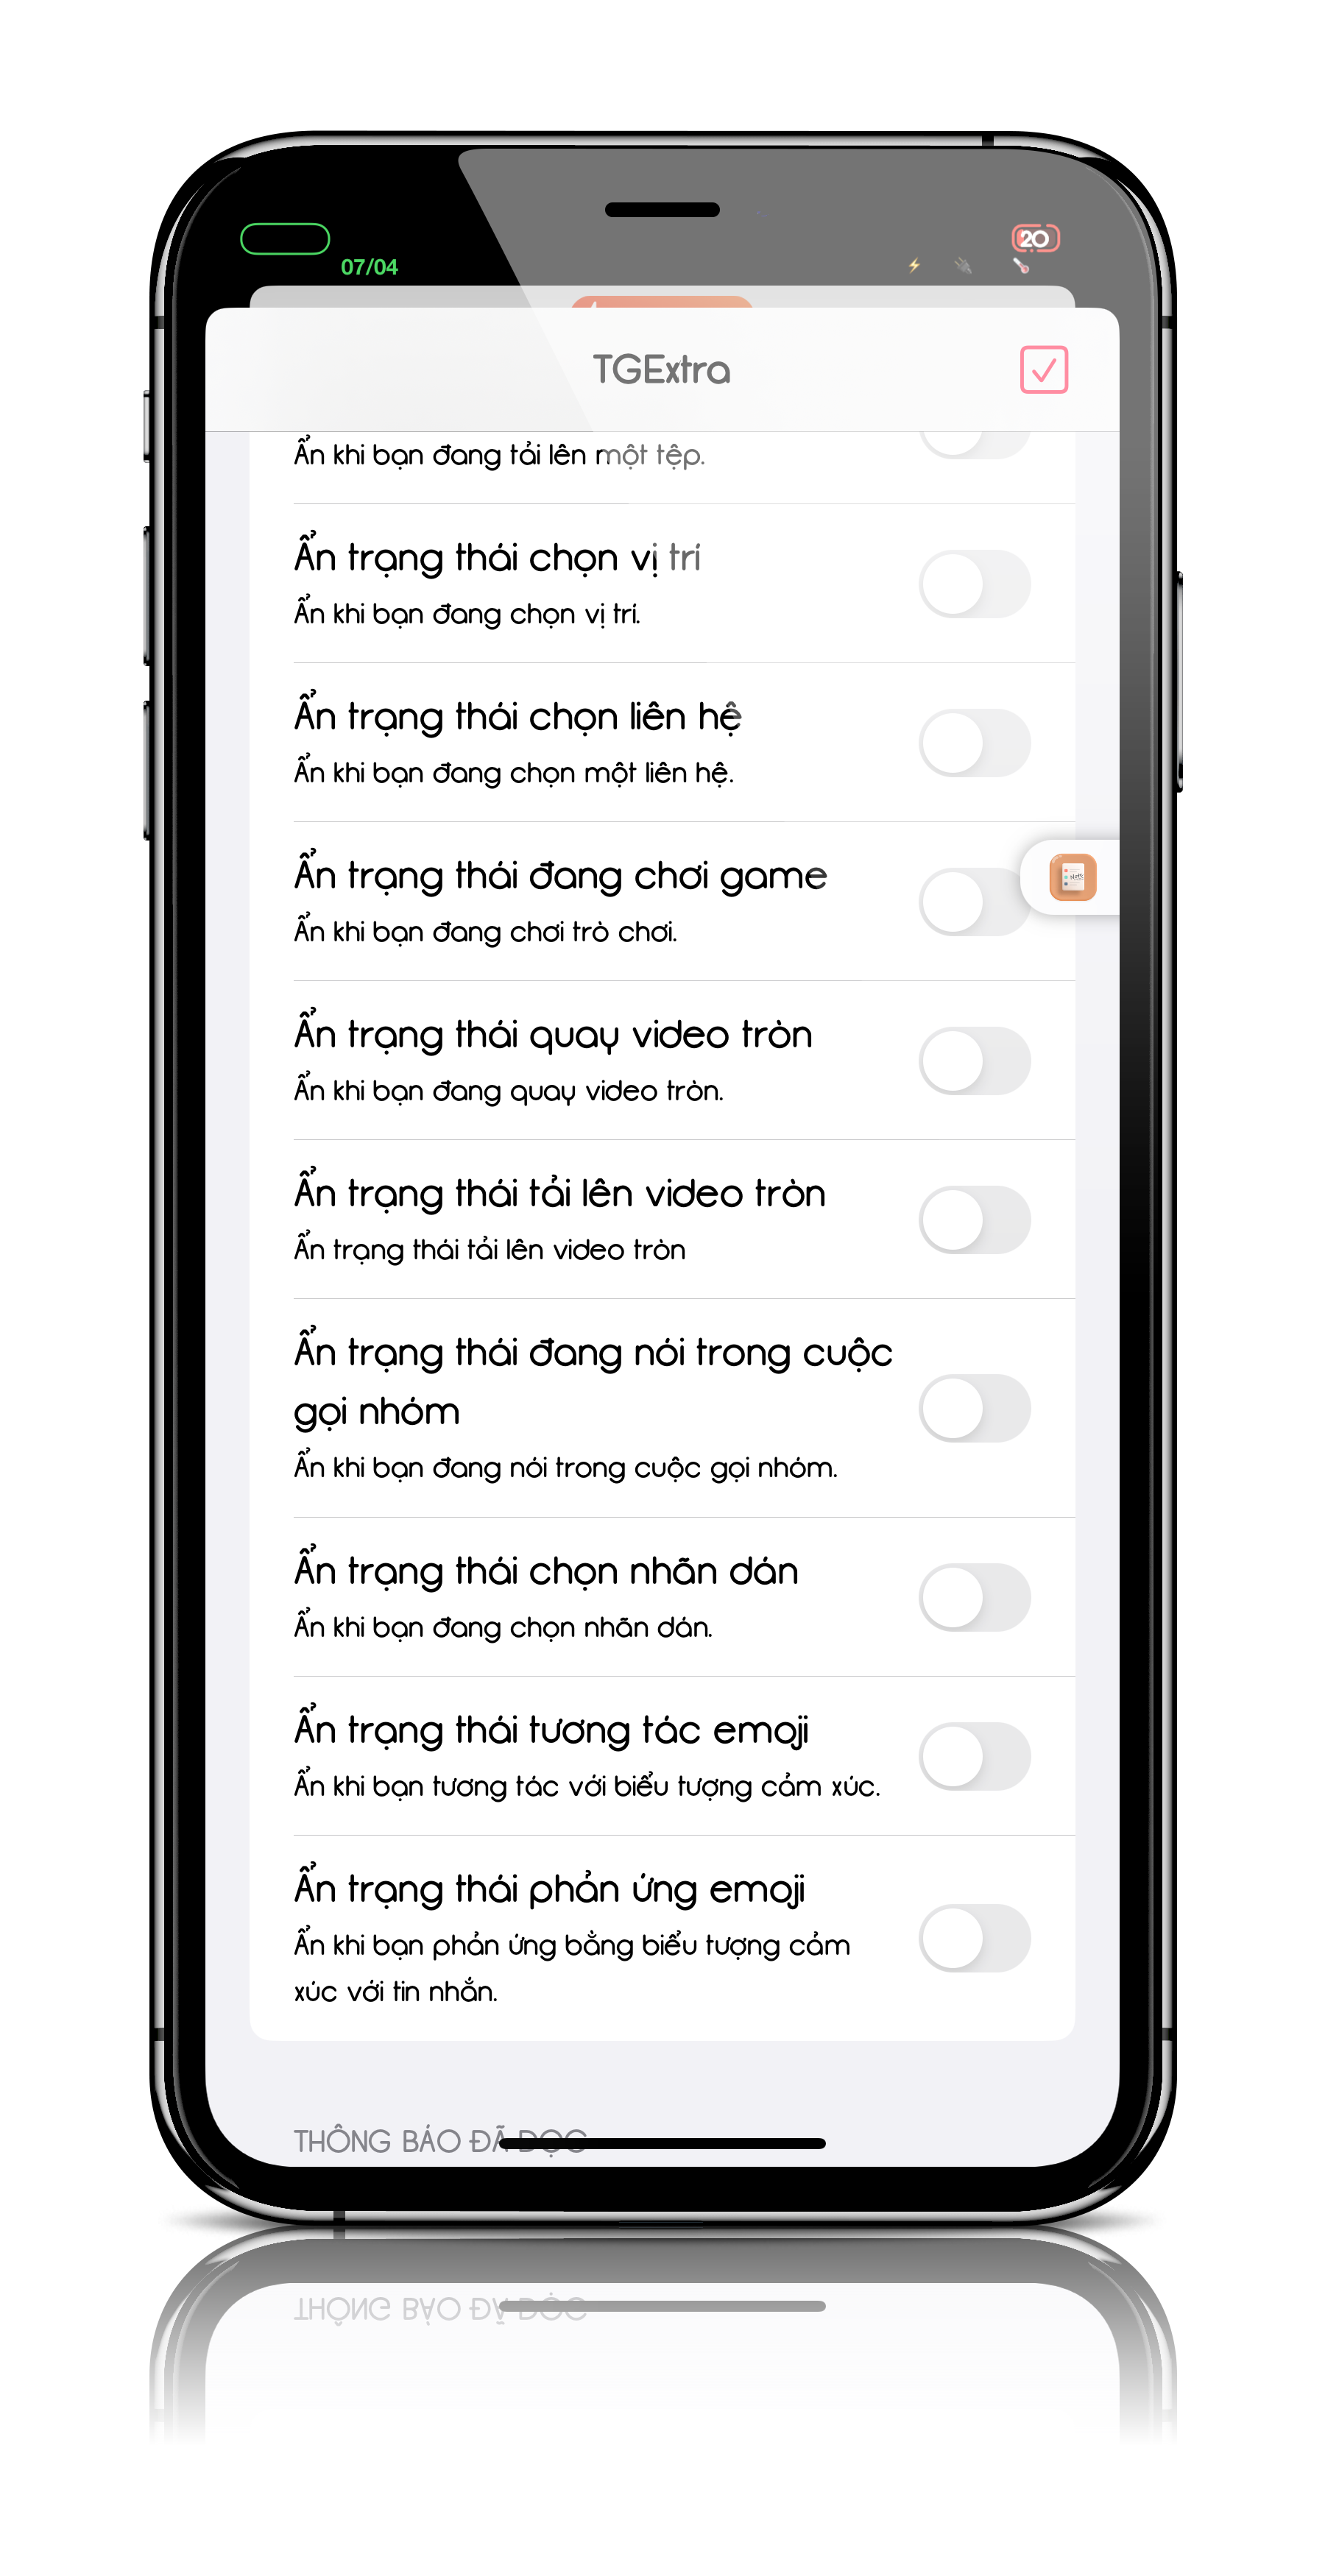 20
07/04
TGExtra
Ẩn khi bạn đang tải lên một tệp.
Ẩn trạng thái chọn vị trí
Ẩn khi bạn đang chọn vị trí.
Ẩn trạng thái chọn liên hệ
Ẩn khi bạn đang chọn một liên hệ.
Ẩn trạng thái đang chơi game
Ẩn khi bạn đang chơi trò chơi.
Ẩn trạng thái quay video tròn
Ẩn khi bạn đang quay video tròn.
Ẩn trạng thái tải lên video tròn
Ẩn trạng thái tải lên video tròn
Ẩn trạng thái đang nói trong cuộc
gọi nhóm
Ẩn khi bạn đang nói trong cuộc gọi nhóm.
Ẩn trạng thái chọn nhãn dán
Ẩn khi bạn đang chọn nhãn dán.
Ẩn trạng thái tương tác emoji
Ẩn khi bạn tương tác với biểu tượng cảm xúc.
Ẩn trạng thái phản ứng emoji
Ẩn khi bạn phản ứng bằng biểu tượng cảm
xúc với tin nhắn.
THÔNG BÁO ĐÃ ĐỌC